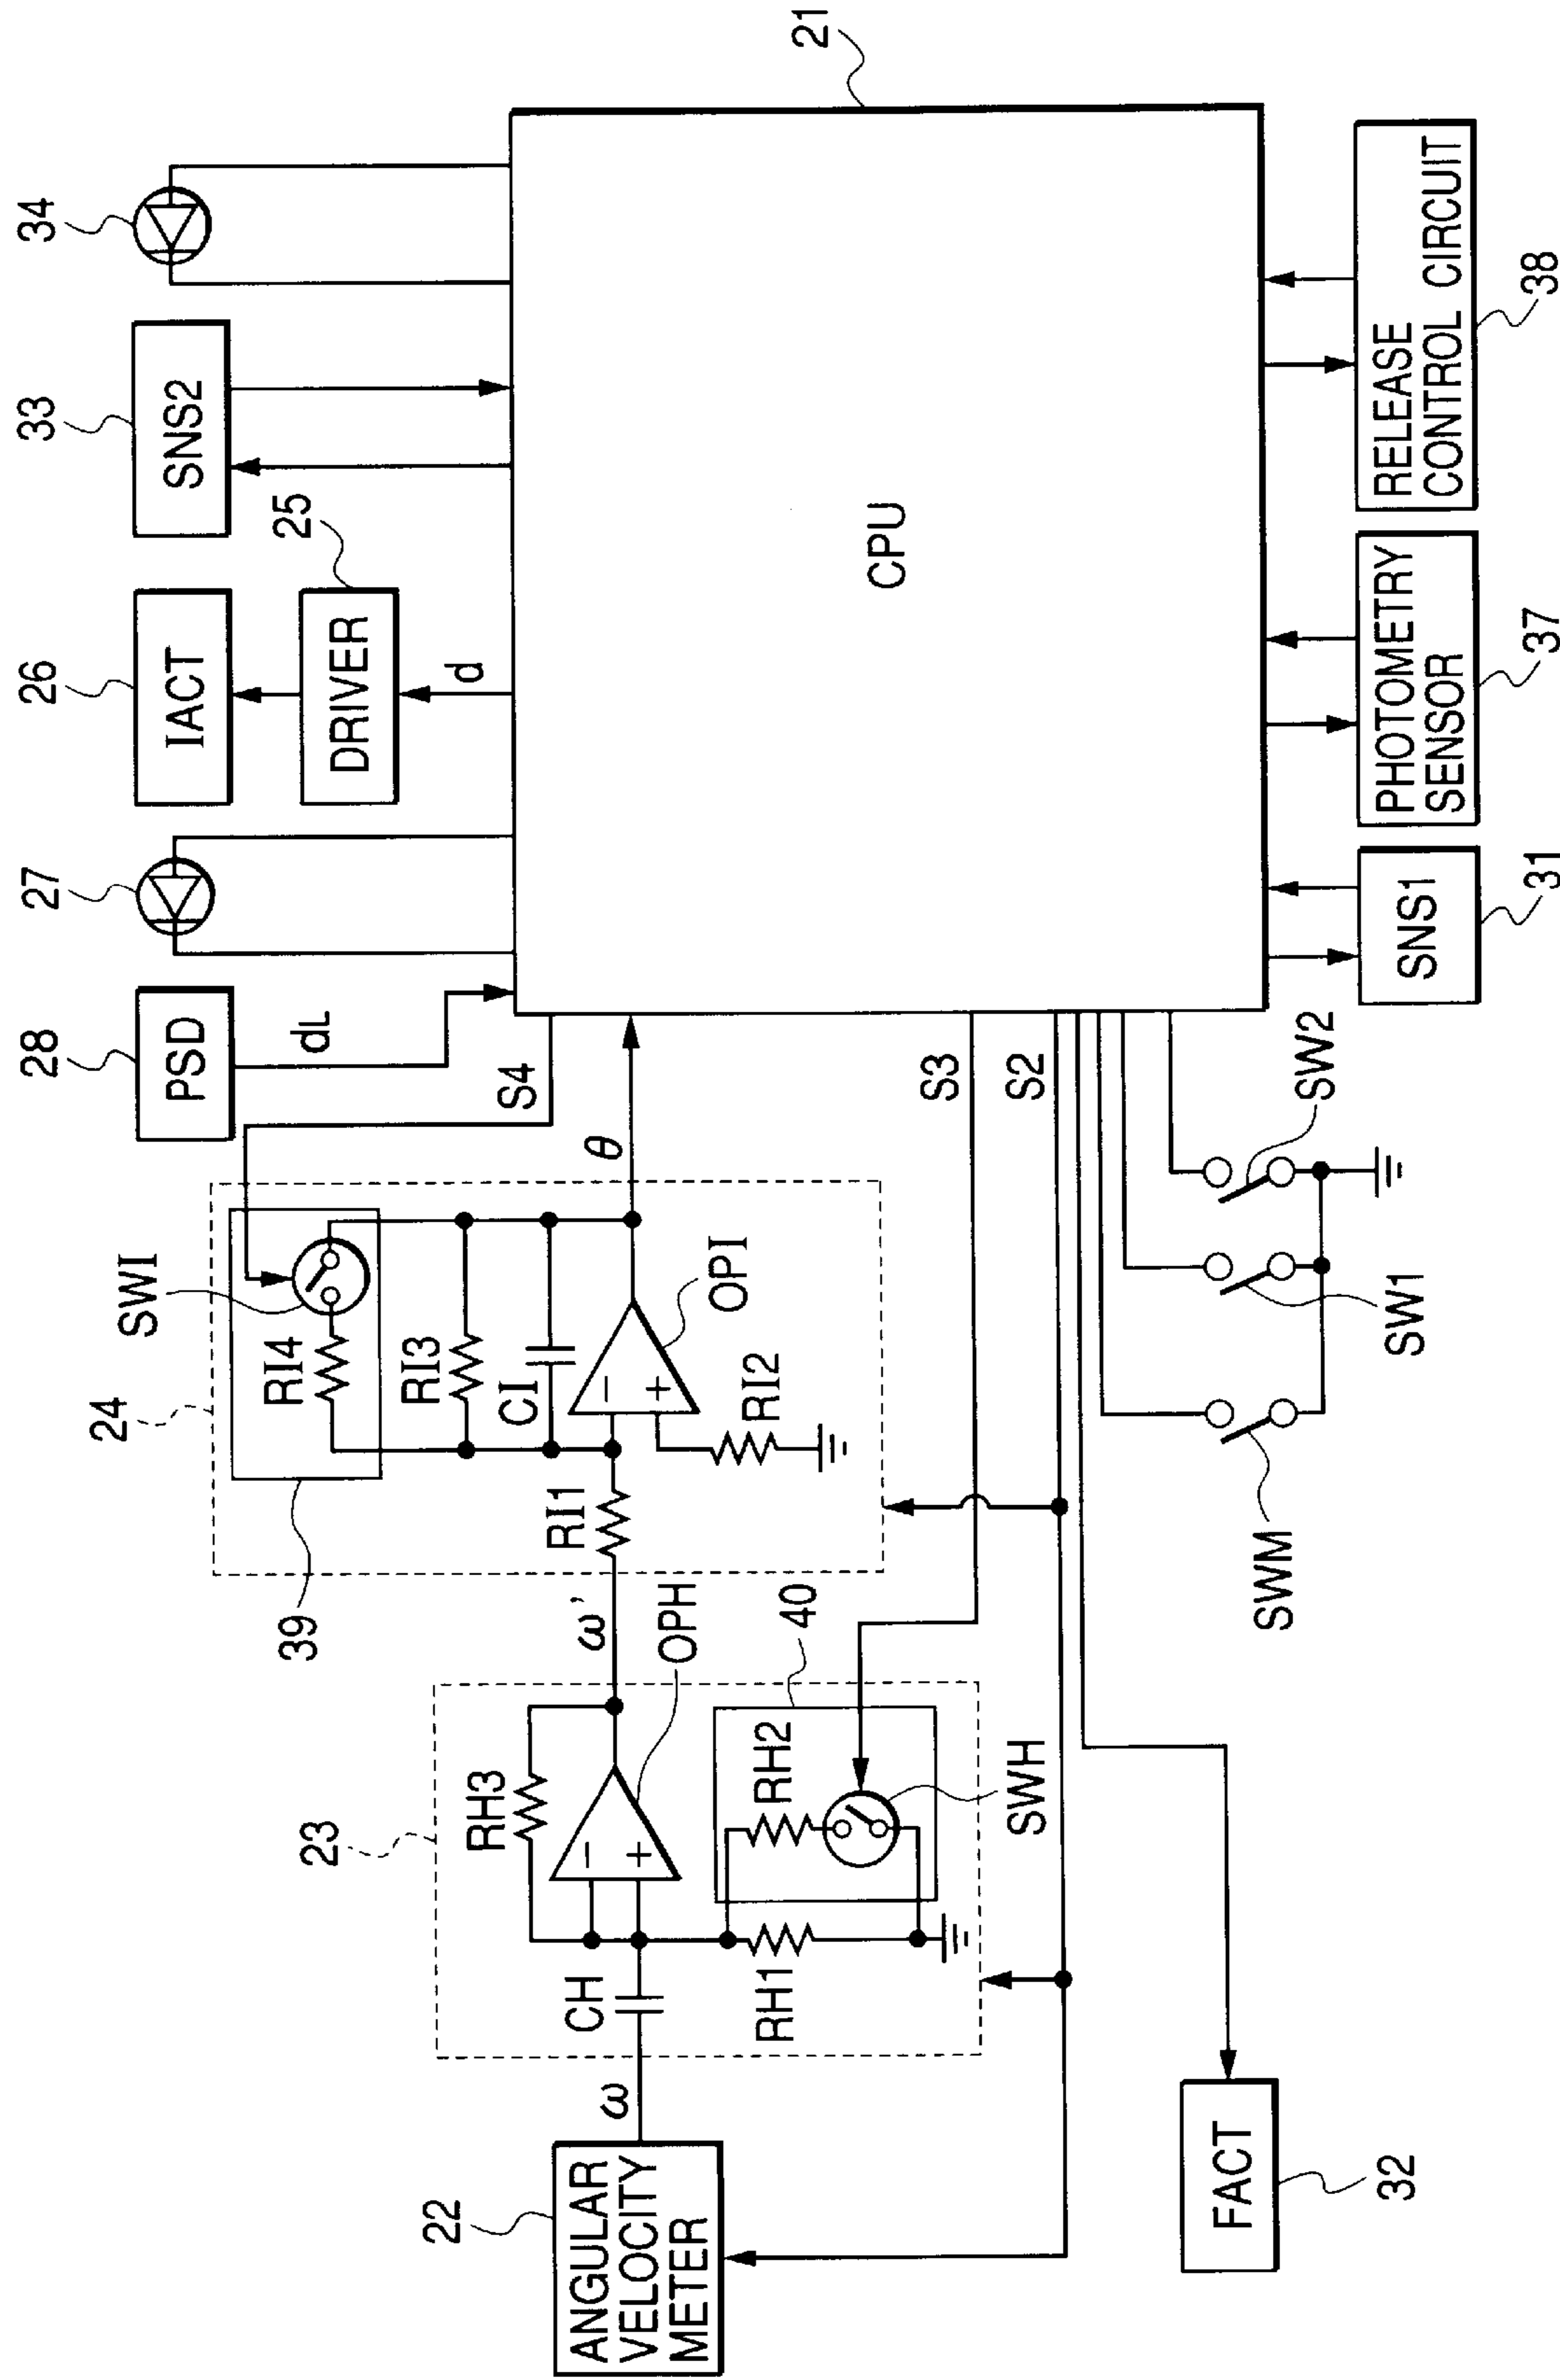 28
27
26
33
34
PSD
IACT
SNS2
25
DRIVER
dL
d
24
SWI
RI4
S4
39
RI3
CI
θ
21
CPU
OPI
RI1
RI2
ω'
23
RH3
OPH
40
RH2
SWH
S3
S2
22
ANGULAR
VELOCITY
METER
ω
CH
RH1
SWM
SW1
SW2
FACT
32
SNS1
31
PHOTOMETRY
SENSOR
37
RELEASE
CONTROL CIRCUIT
38